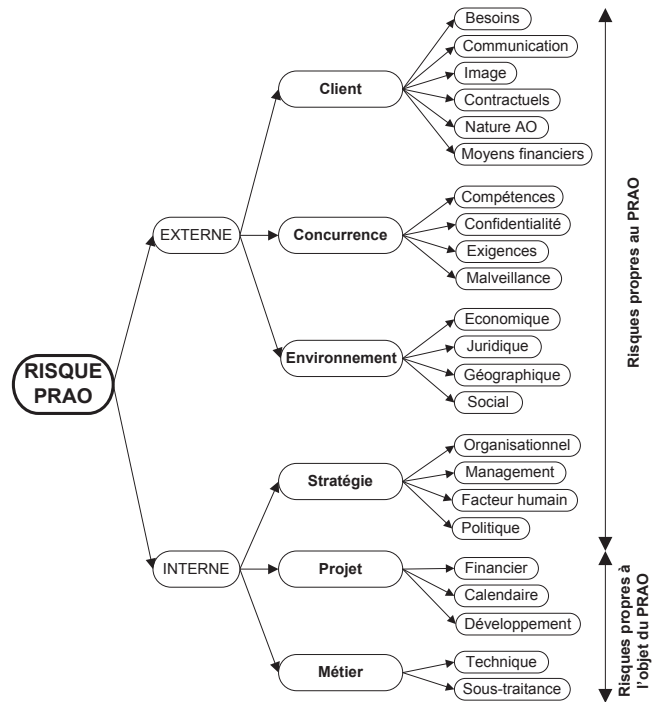 RISQUE
PRAO
EXTERNE
Client
Besoins
Communication
Image
Contractuels
Nature AO
Moyens financiers
Concurrence
Compétences
Confidentialité
Exigences
Malveillance
Environnement
Economique
Juridique
Géographique
Social
INTERNE
Stratégie
Organisationnel
Management
Facteur humain
Politique
Projet
Financier
Calendaire
Développement
Métier
Technique
Sous-traitance
Risques propres au PRAO
Risques propres à
l'objet du PRAO